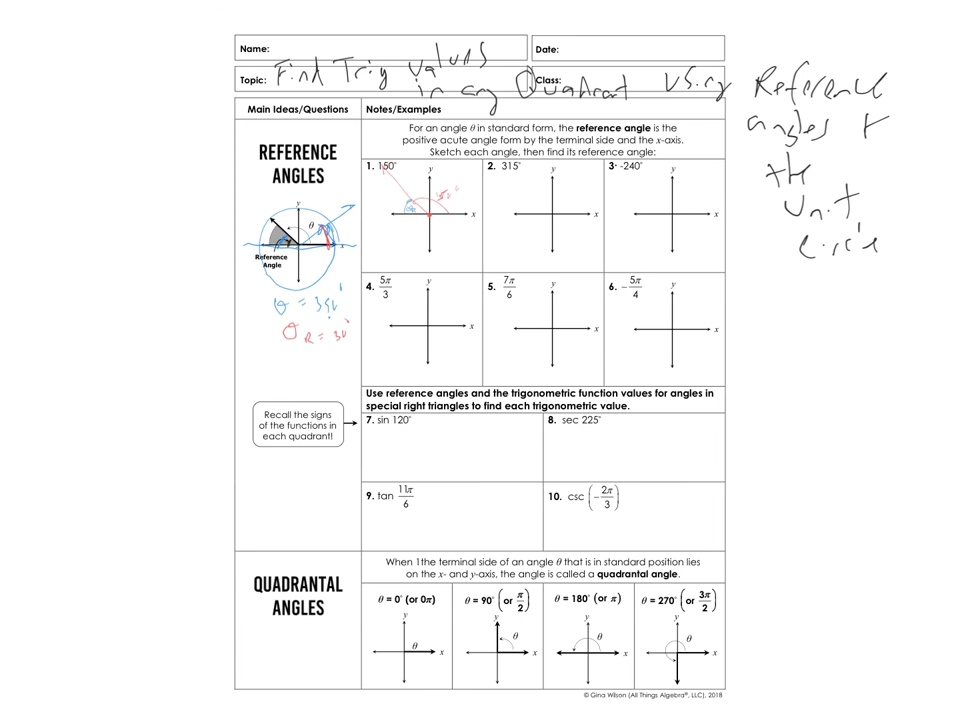 Name:
Date:
Topic: Find Trig Values in any Quadrant Using Reference
angles &
the
Unit
Circle
Class:
Main Ideas/Questions
Notes/Examples
REFERENCE
ANGLES
For an angle θ in standard form, the reference angle is the
positive acute angle form by the terminal side and the x-axis.
Sketch each angle, then find its reference angle:
1. 150°
y
x
2. 315°
y
x
3. -240°
y
x
y
θ
x
Reference
Angle
θ_R = 30°
4. 5π/3
y
x
5. 7π/6
y
x
6. -5π/4
y
x
Use reference angles and the trigonometric function values for angles in
special right triangles to find each trigonometric value.
Recall the signs
of the functions in
each quadrant!
7. sin 120°
8. sec 225°
9. tan 11π/6
10. csc (-2π/3)
QUADRANTAL
ANGLES
When 1the terminal side of an angle θ that is in standard position lies
on the x- and y-axis, the angle is called a quadrantal angle.
θ = 0° (or 0π)
y
θ
x
θ = 90° (or π/2)
y
θ
x
θ = 180° (or π)
y
θ
x
θ = 270° (or 3π/2)
y
θ
x
© Gina Wilson (All Things Algebra®, LLC), 2018